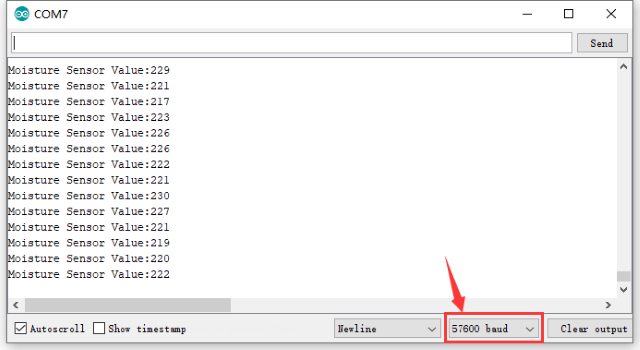 COM7
Send
Moisture Sensor Value:229
Moisture Sensor Value:221
Moisture Sensor Value:217
Moisture Sensor Value:223
Moisture Sensor Value:226
Moisture Sensor Value:226
Moisture Sensor Value:222
Moisture Sensor Value:221
Moisture Sensor Value:230
Moisture Sensor Value:227
Moisture Sensor Value:221
Moisture Sensor Value:219
Moisture Sensor Value:220
Moisture Sensor Value:222
Autoscroll Show timestamp Newline 57600 baud Clear output